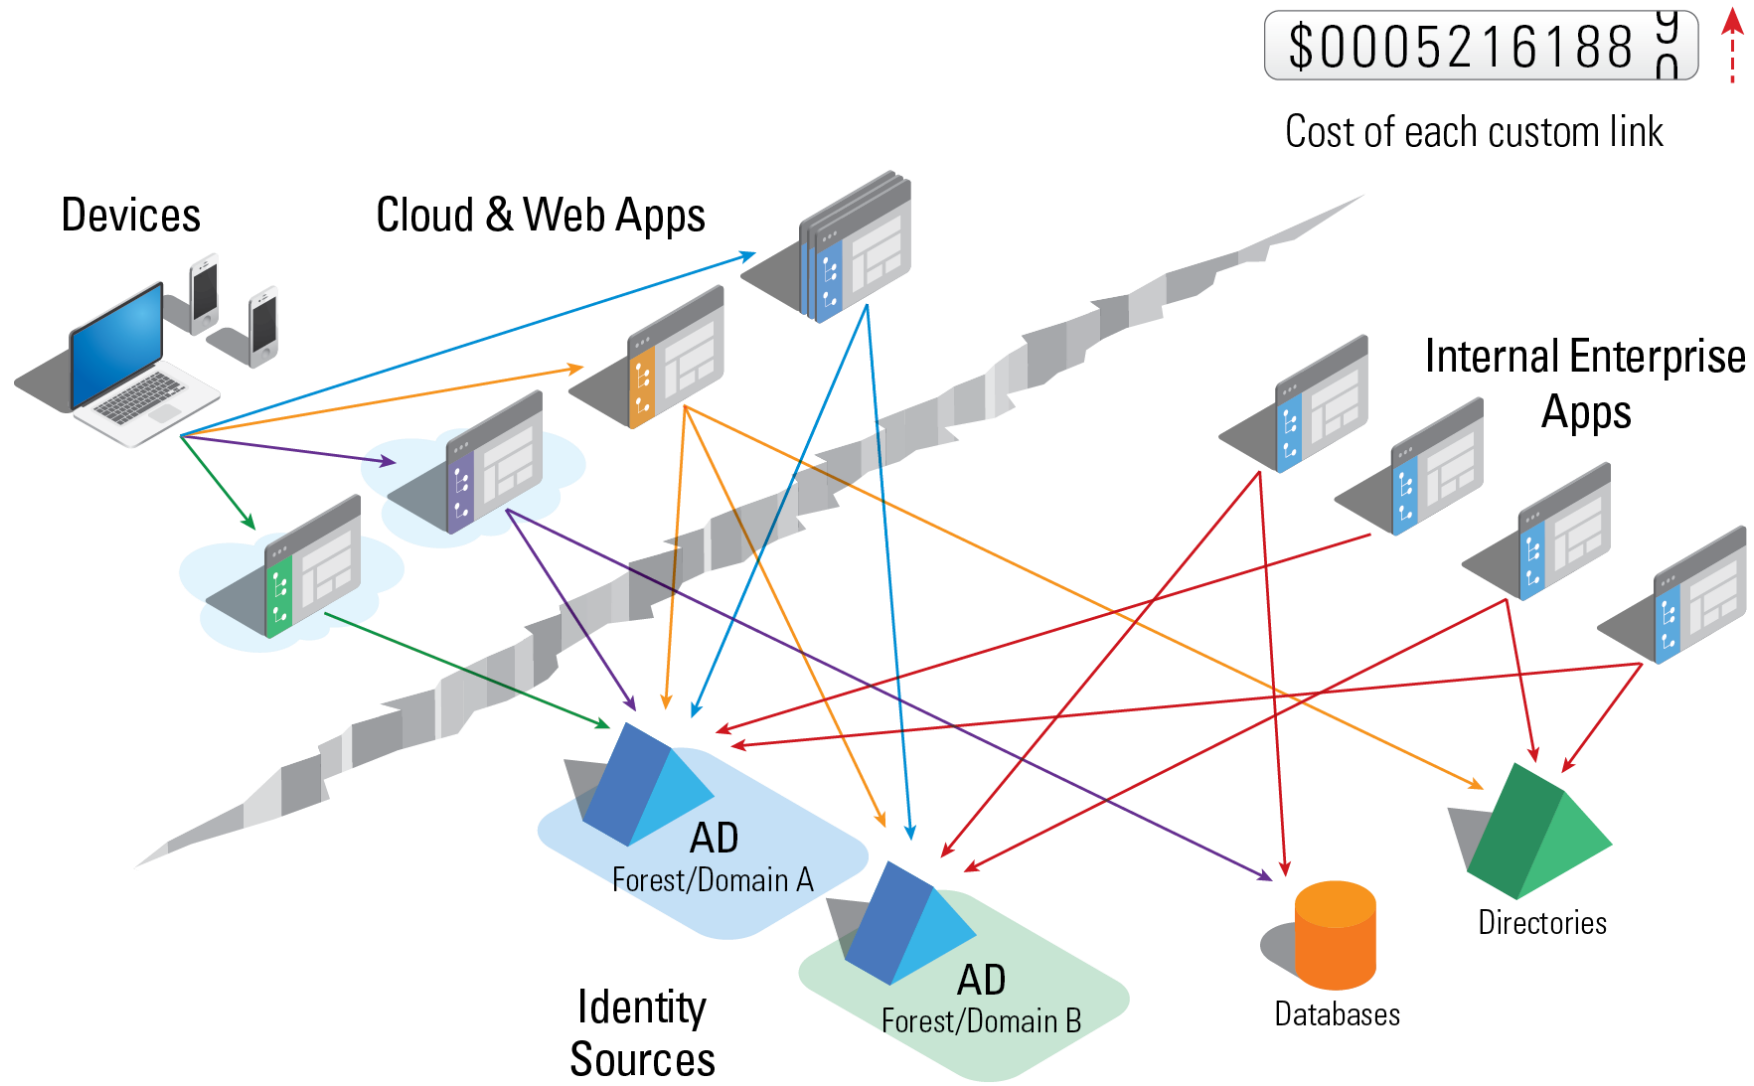 $0005216188
Cost of each custom link
Devices
Cloud & Web Apps
Internal Enterprise
Apps
AD
Forest/Domain A
AD
Forest/Domain B
Directories
Databases
Identity
Sources